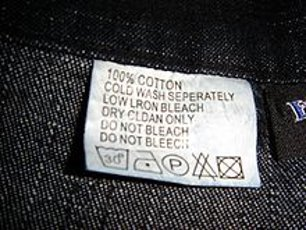 100% COTTON
COLD WASH SEPERATELY
LOW LRON BLEACH
DRY CLDAN ONLY
DO NOT BLEACH
DO NOT BLEECH
30°
P